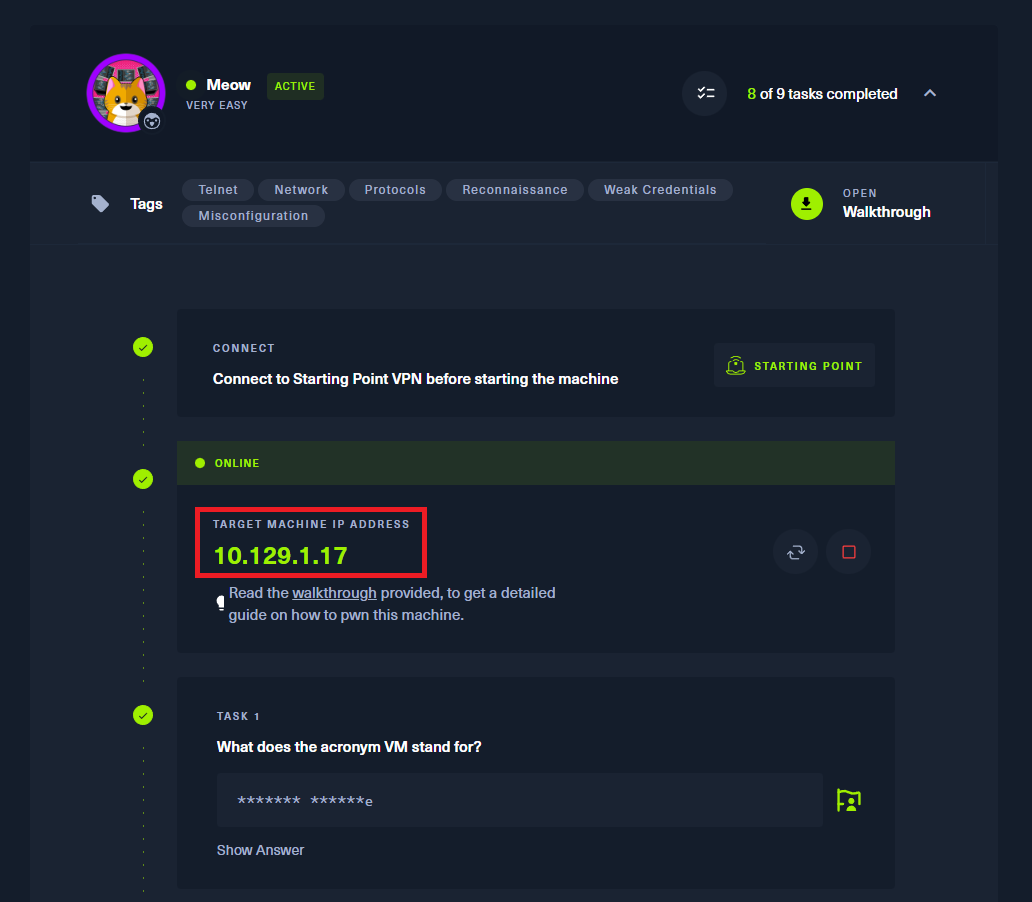 Meow ACTIVE
VERY EASY
8 of 9 tasks completed
Tags
Telnet Network Protocols Reconnaissance Weak Credentials
Misconfiguration
OPEN
Walkthrough
CONNECT
Connect to Starting Point VPN before starting the machine
STARTING POINT
ONLINE
TARGET MACHINE IP ADDRESS
10.129.1.17
Read the walkthrough provided, to get a detailed
guide on how to pwn this machine.
TASK 1
What does the acronym VM stand for?
******* ******e
Show Answer